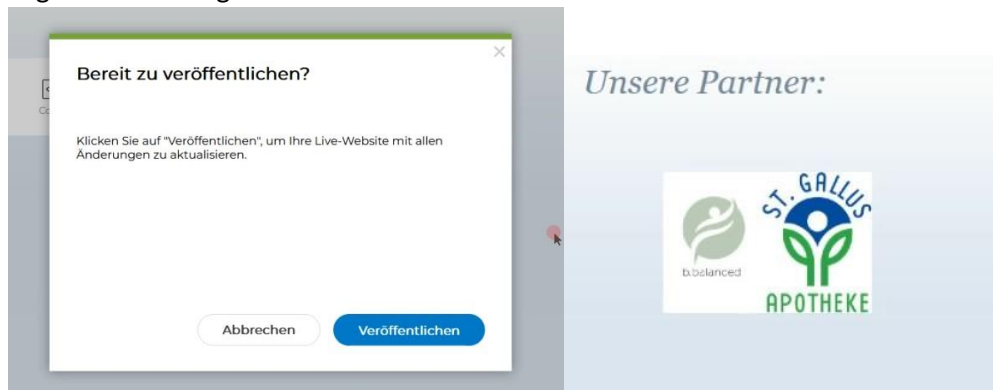 Bereit zu veröffentlichen?
Klicken Sie auf "Veröffentlichen", um Ihre Live-Website mit allen
Änderungen zu aktualisieren.
Abbrechen
Veröffentlichen
Unsere Partner:
b.balanced
ST. GALLUS
APOTHEKE